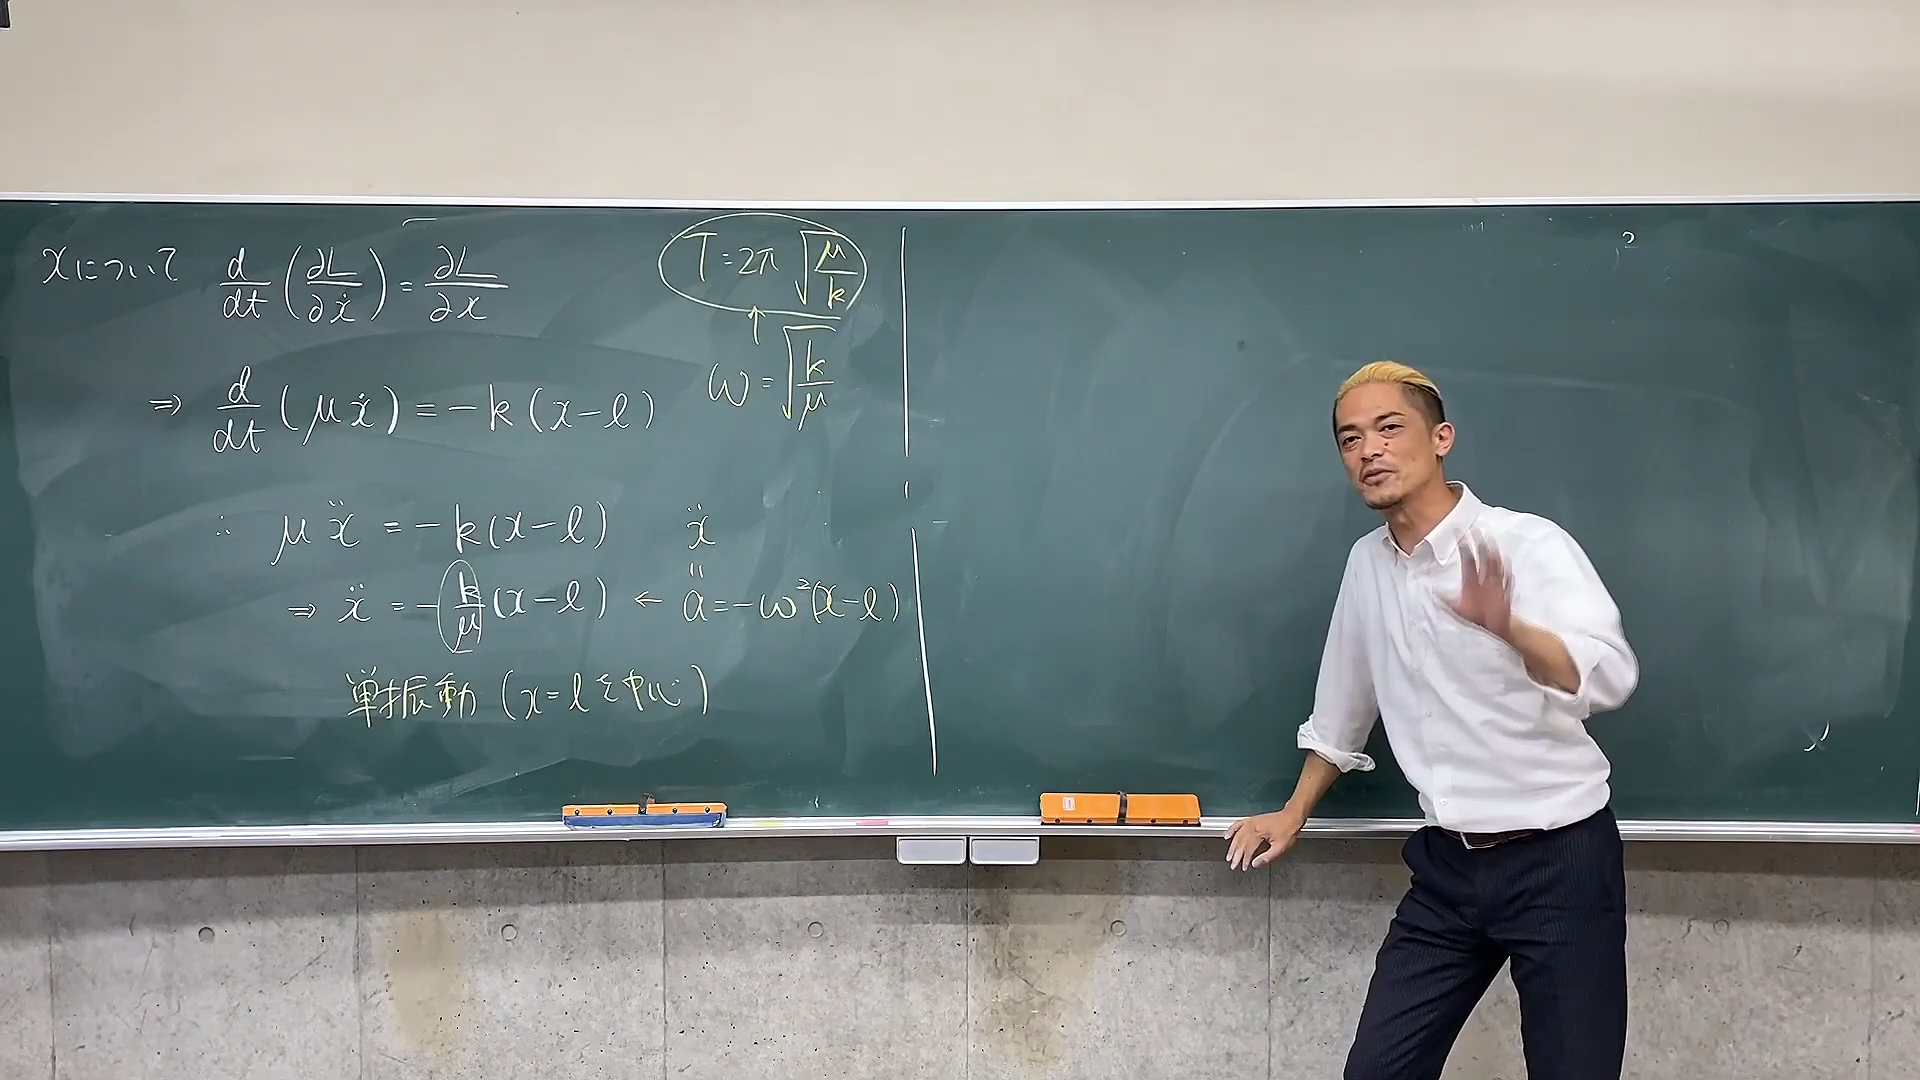 xについて d/dt(∂L/∂ẋ)=∂L/∂x
⇒ d/dt(μẋ)=-k(x-l)
∴ μẍ=-k(x-l)
⇒ ẍ=-k/μ(x-l) ← a=-ω²(x-l)
ẍ
"
単振動(x=lを中心)
T=2π√(μ/k)
↑
ω=√(k/μ)